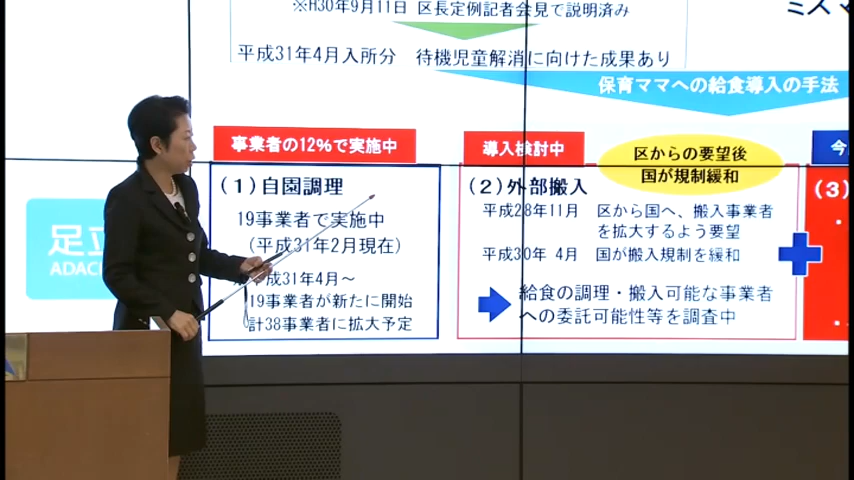 ※H30年9月11日 区長定例記者会見で説明済み
平成31年4月入所分 待機児童解消に向けた成果あり
保育ママへの給食導入の手法
事業者の12%で実施中
(1)自園調理
19事業者で実施中
(平成31年2月現在)
平成31年4月~
19事業者が新たに開始
計38事業者に拡大予定
導入検討中
区からの要望後
国が規制緩和
(2)外部搬入
平成28年11月 区から国へ、搬入事業者
を拡大するよう要望
平成30年 4月 国が搬入規制を緩和
給食の調理・搬入可能な事業者
への委託可能性等を調査中
今
(3)
足立
ADAC